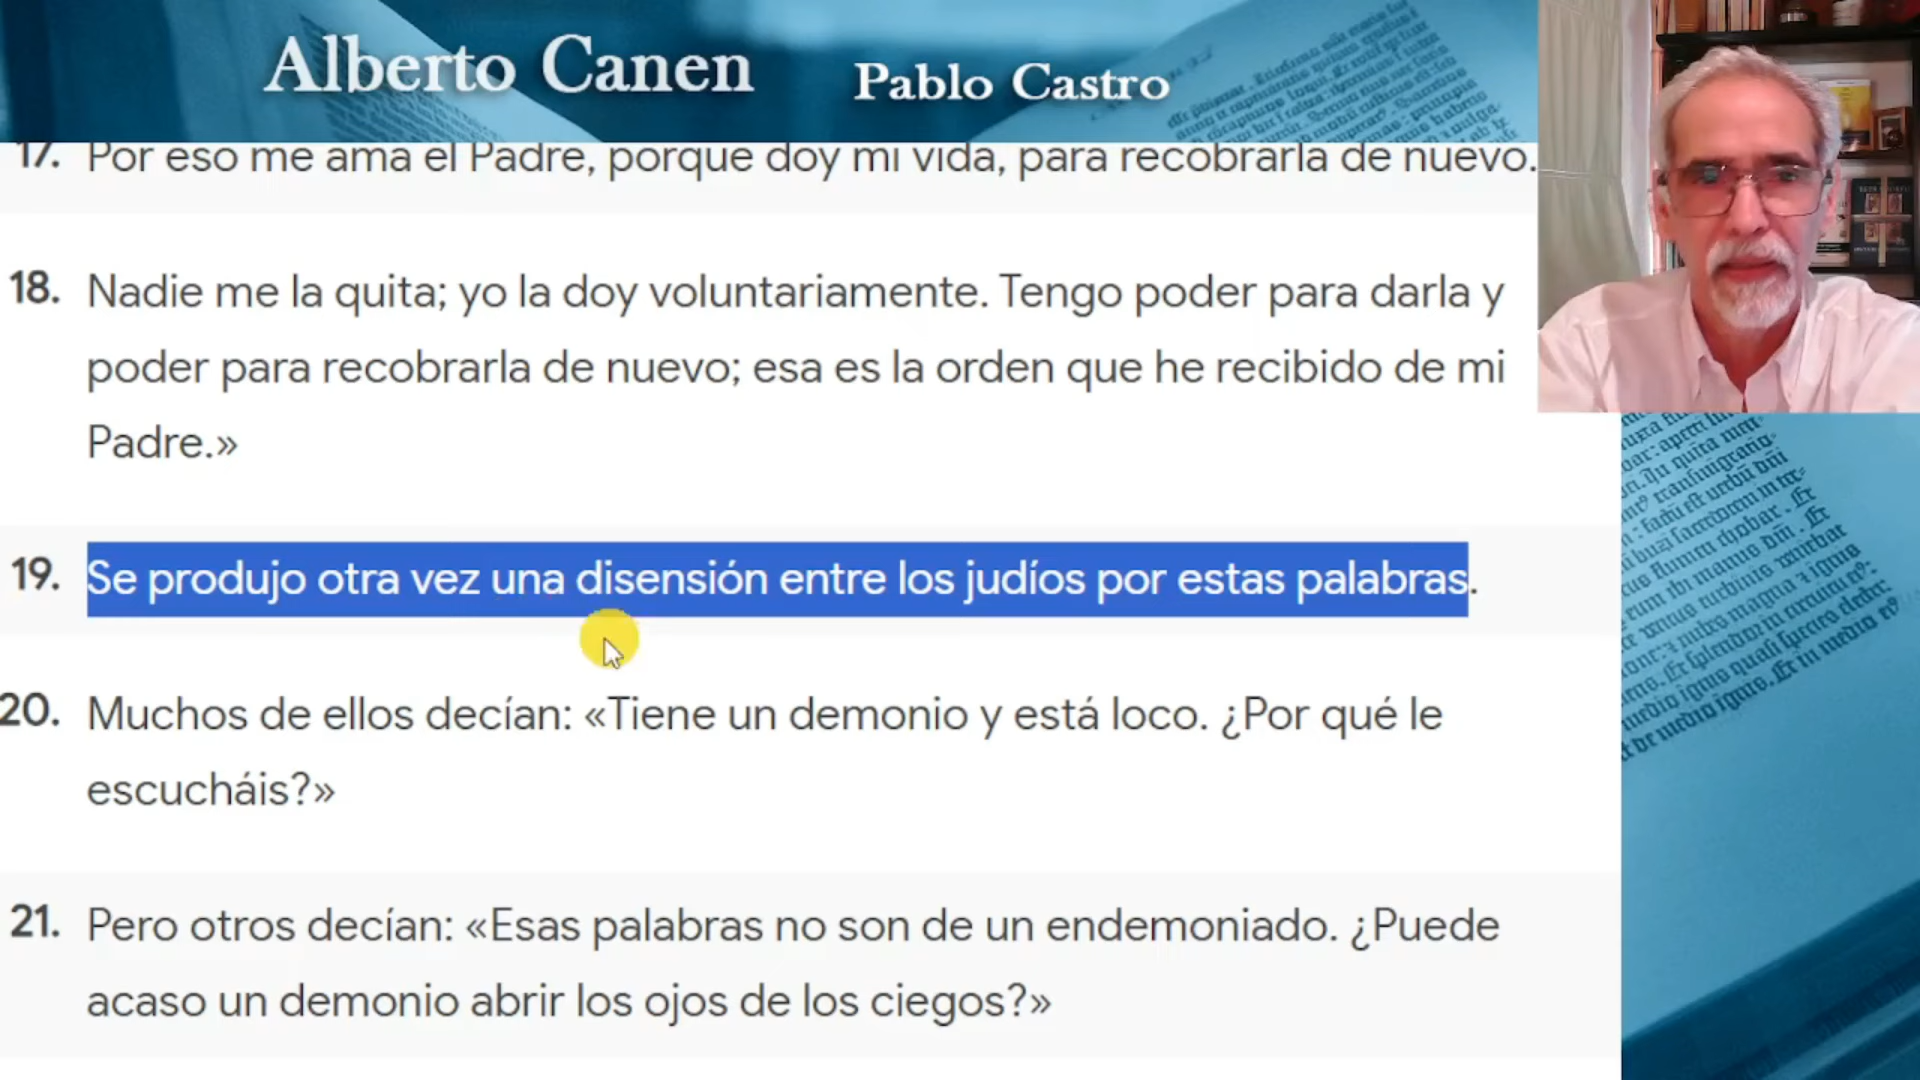 Alberto Canen
Pablo Castro
17. Por eso me ama el Padre, porque doy mi vida, para recobrarla de nuevo.
18. Nadie me la quita; yo la doy voluntariamente. Tengo poder para darla y
poder para recobrarla de nuevo; esa es la orden que he recibido de mi
Padre.»
19. Se produjo otra vez una disensión entre los judíos por estas palabras.
20. Muchos de ellos decían: «Tiene un demonio y está loco. ¿Por qué le
escucháis?»
21. Pero otros decían: «Esas palabras no son de un endemoniado. ¿Puede
acaso un demonio abrir los ojos de los ciegos?»